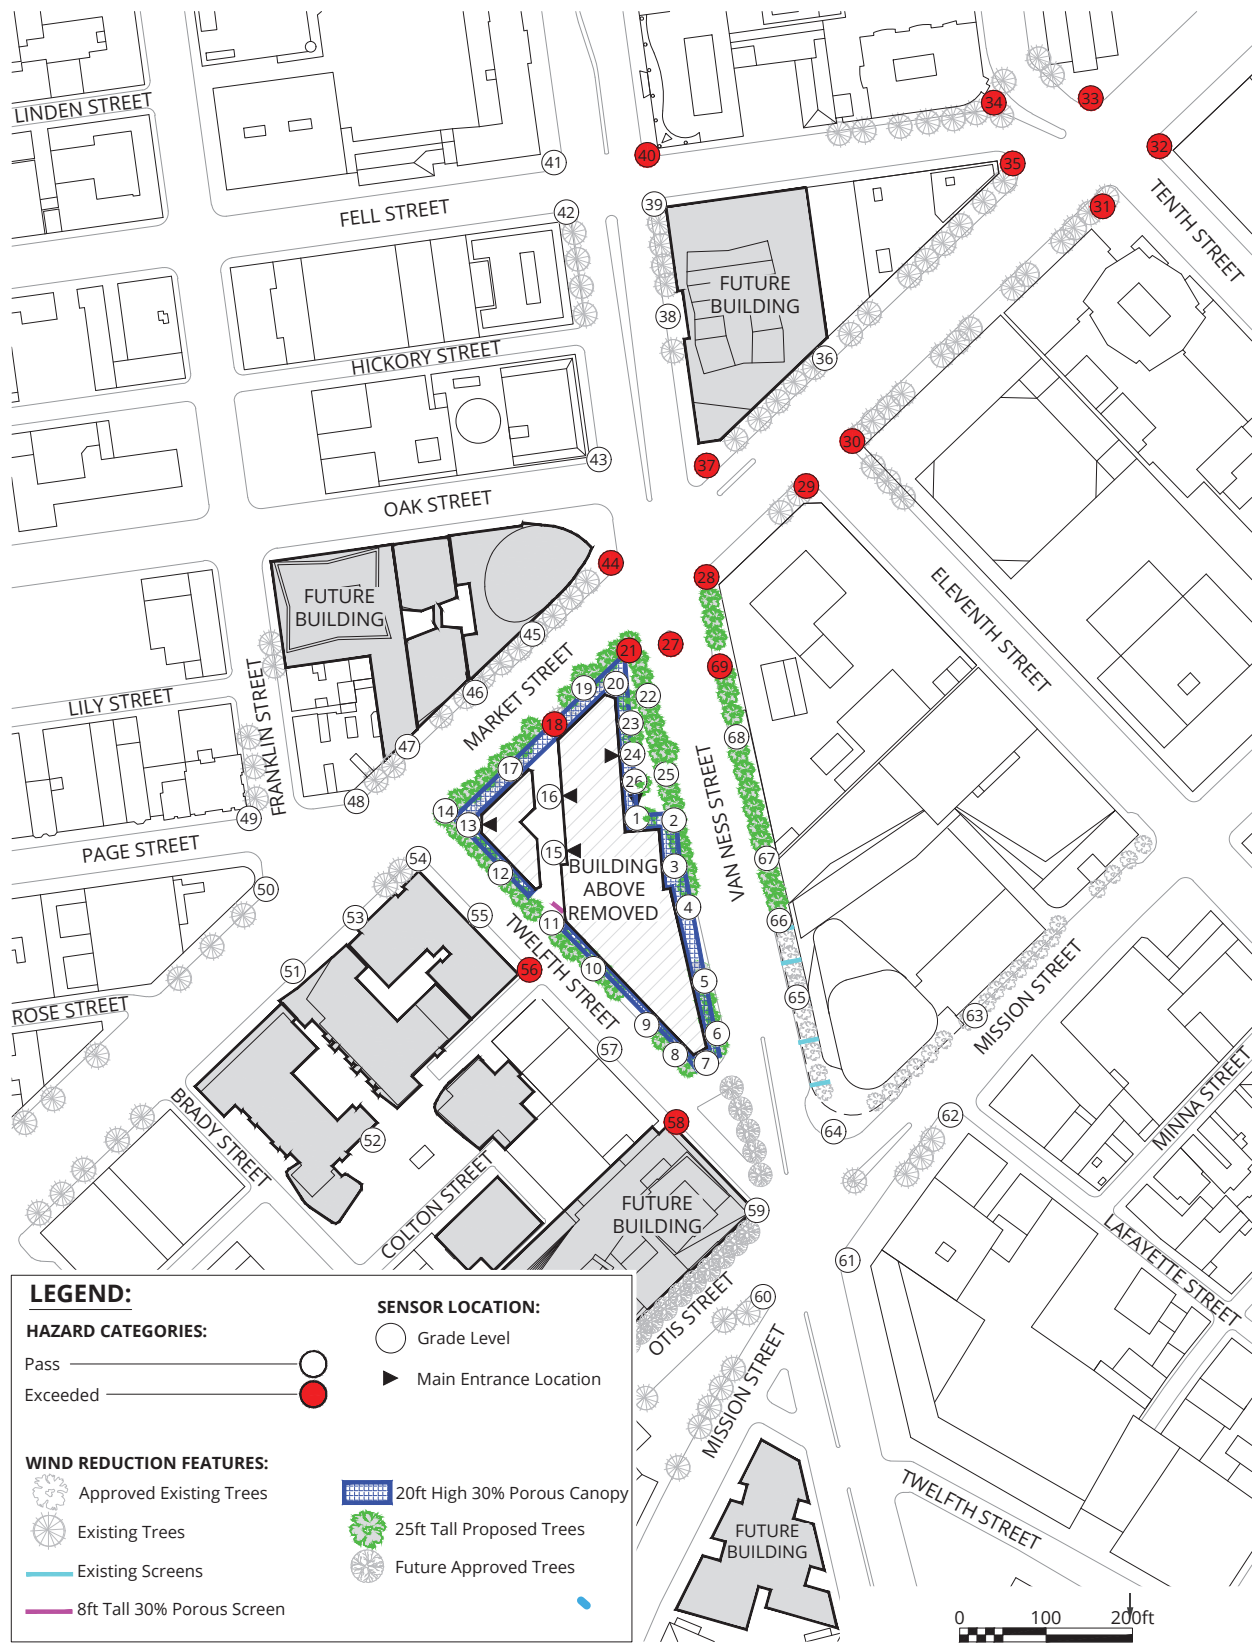 LINDEN STREET
34
33
32
40
41
35
39
42
31
FELL STREET
TENTH STREET
FUTURE
BUILDING
38
HICKORY STREET
36
43
30
37
29
OAK STREET
44
28
FUTURE
BUILDING
ELEVENTH STREET
45
27
21
69
MARKET STREET
FRANKLIN STREET
LILY STREET
46
20
19
22
18
23
68
47
24
VAN NESS STREET
17
25
26
16
48
14
13
1
2
49
PAGE STREET
15
54
67
BUILDING
ABOVE
REMOVED
3
12
50
4
55
53
66
11
TWELFTH STREET
56
10
51
5
65
ROSE STREET
63
MISSION STREET
9
6
57
8
7
MINNA STREET
62
58
64
BRADY STREET
52
COLTON STREET
FUTURE
BUILDING
59
LAFAYETTE STREET
61
60
OTIS STREET
MISSION STREET
TWELFTH STREET
FUTURE
BUILDING
LEGEND:
HAZARD CATEGORIES:
Pass
Exceeded
SENSOR LOCATION:
Grade Level
Main Entrance Location
WIND REDUCTION FEATURES:
Approved Existing Trees
Existing Trees
Existing Screens
8ft Tall 30% Porous Screen
20ft High 30% Porous Canopy
25ft Tall Proposed Trees
Future Approved Trees
0 100 200ft